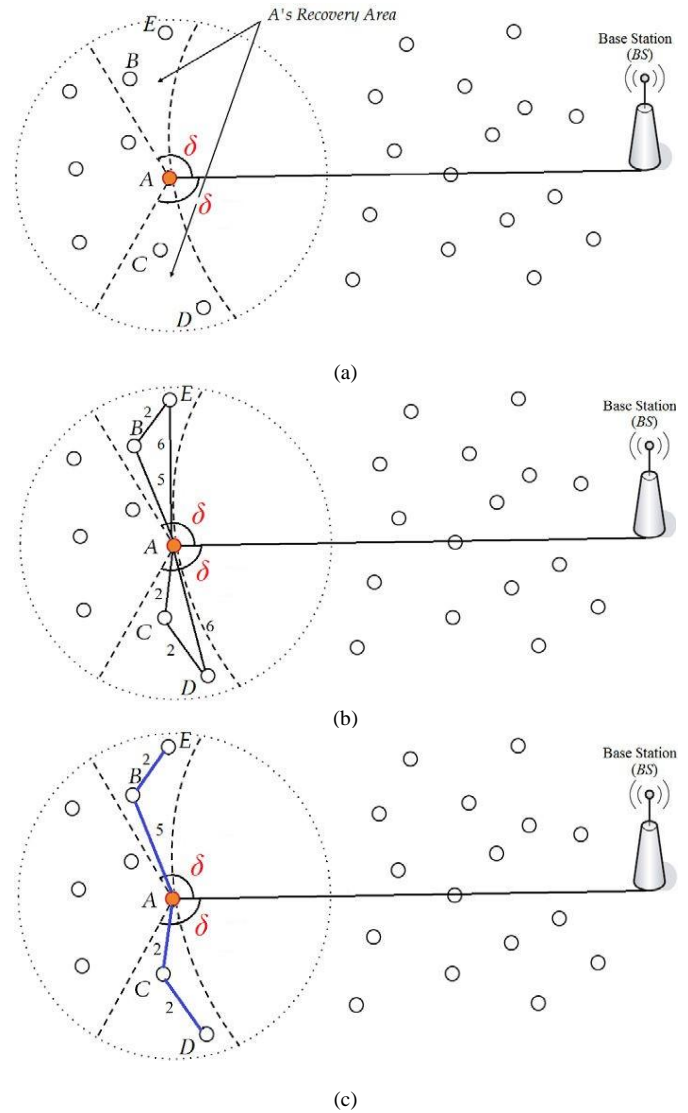 E
A's Recovery Area
B
Base Station
(BS)
δ
A
δ
C
D
(a)
E
2
B
6
Base Station
(BS)
5
δ
A
δ
2
C
6
2
D
(b)
E
2
B
Base Station
(BS)
5
δ
A
δ
2
C
2
D
(c)